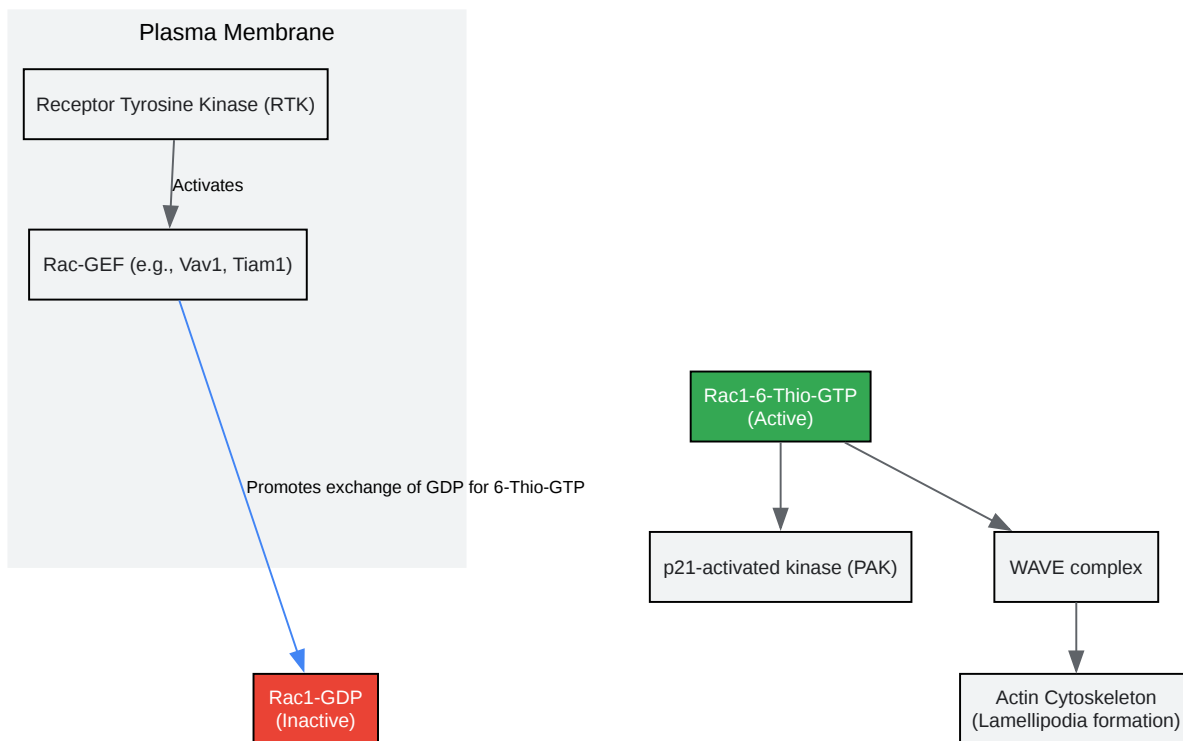 Plasma Membrane
Receptor Tyrosine Kinase (RTK)
Activates
Rac-GEF (e.g., Vav1, Tiam1)
Promotes exchange of GDP for 6-Thio-GTP
Rac1-GDP
(Inactive)
Rac1-6-Thio-GTP
(Active)
p21-activated kinase (PAK)
WAVE complex
Actin Cytoskeleton
(Lamellipodia formation)